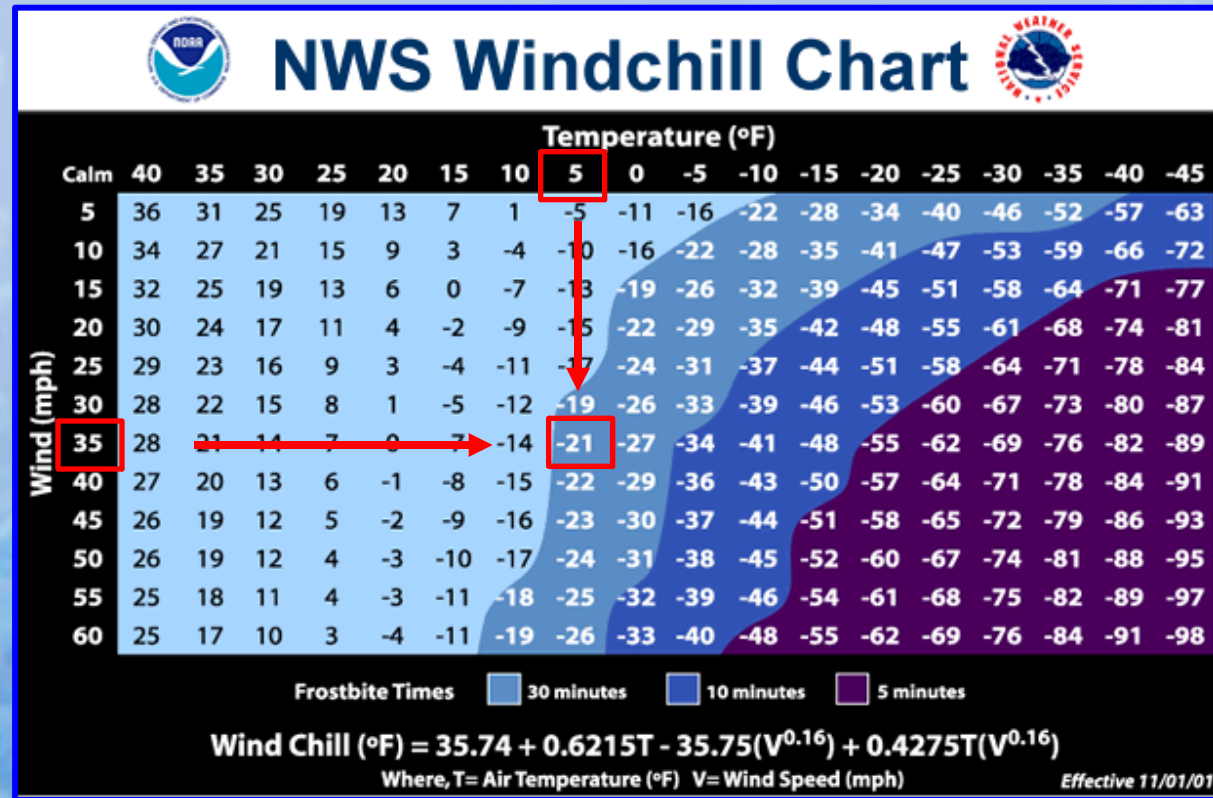 NOAA
NWS Windchill Chart
NATIONAL WEATHER SERVICE
Temperature (ºF)
Calm 40 35 30 25 20 15 10 5 0 -5 -10 -15 -20 -25 -30 -35 -40 -45
Wind (mph)
5 36 31 25 19 13 7 1 -5 -11 -16 -22 -28 -34 -40 -46 -52 -57 -63
10 34 27 21 15 9 3 -4 -10 -16 -22 -28 -35 -41 -47 -53 -59 -66 -72
15 32 25 19 13 6 0 -7 -13 -19 -26 -32 -39 -45 -51 -58 -64 -71 -77
20 30 24 17 11 4 -2 -9 -15 -22 -29 -35 -42 -48 -55 -61 -68 -74 -81
25 29 23 16 9 3 -4 -11 -17 -24 -31 -37 -44 -51 -58 -64 -71 -78 -84
30 28 22 15 8 1 -5 -12 -19 -26 -33 -39 -46 -53 -60 -67 -73 -80 -87
35 28 21 14 7 0 -7 -14 -21 -27 -34 -41 -48 -55 -62 -69 -76 -82 -89
40 27 20 13 6 -1 -8 -15 -22 -29 -36 -43 -50 -57 -64 -71 -78 -84 -91
45 26 19 12 5 -2 -9 -16 -23 -30 -37 -44 -51 -58 -65 -72 -79 -86 -93
50 26 19 12 4 -3 -10 -17 -24 -31 -38 -45 -52 -60 -67 -74 -81 -88 -95
55 25 18 11 4 -3 -11 -18 -25 -32 -39 -46 -54 -61 -68 -75 -82 -89 -97
60 25 17 10 3 -4 -11 -19 -26 -33 -40 -48 -55 -62 -69 -76 -84 -91 -98
Frostbite Times 30 minutes 10 minutes 5 minutes
Wind Chill (ºF) = 35.74 + 0.6215T - 35.75(V^0.16) + 0.4275T(V^0.16)
Where, T= Air Temperature (ºF) V= Wind Speed (mph) Effective 11/01/01